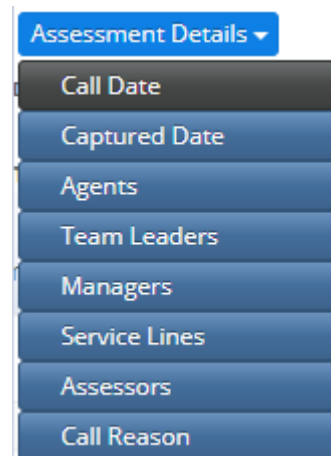 Assessment Details
Call Date
Captured Date
Agents
Team Leaders
Managers
Service Lines
Assessors
Call Reason